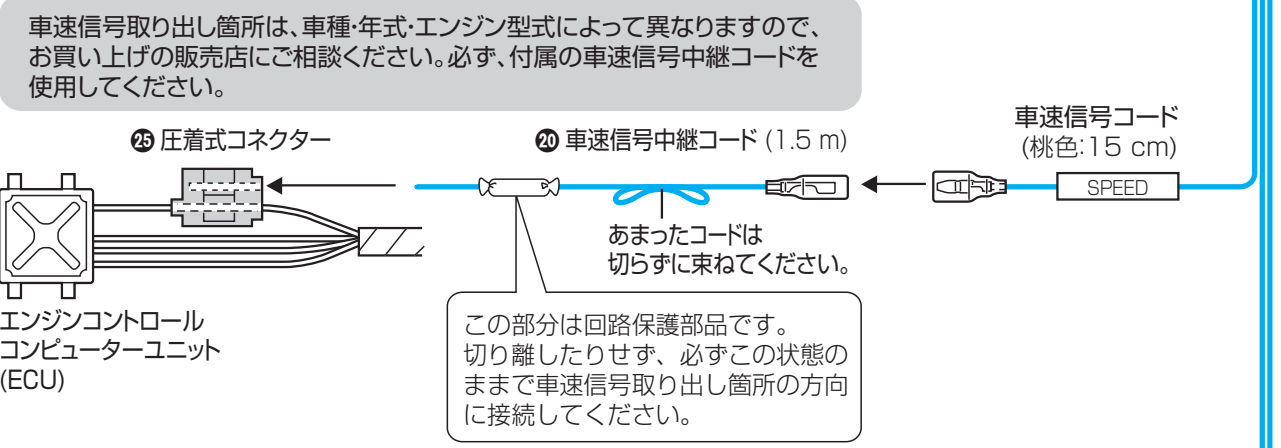 車速信号取り出し箇所は、車種・年式・エンジン型式によって異なりますので、
お買い上げの販売店にご相談ください。必ず、付属の車速信号中継コードを
使用してください。
㉕ 圧着式コネクター
⓴ 車速信号中継コード (1.5 m)
車速信号コード
(桃色:15 cm)
SPEED
あまったコードは
切らずに束ねてください。
エンジンコントロール
コンピューターユニット
(ECU)
この部分は回路保護部品です。
切り離したりせず、必ずこの状態の
ままで車速信号取り出し箇所の方向
に接続してください。